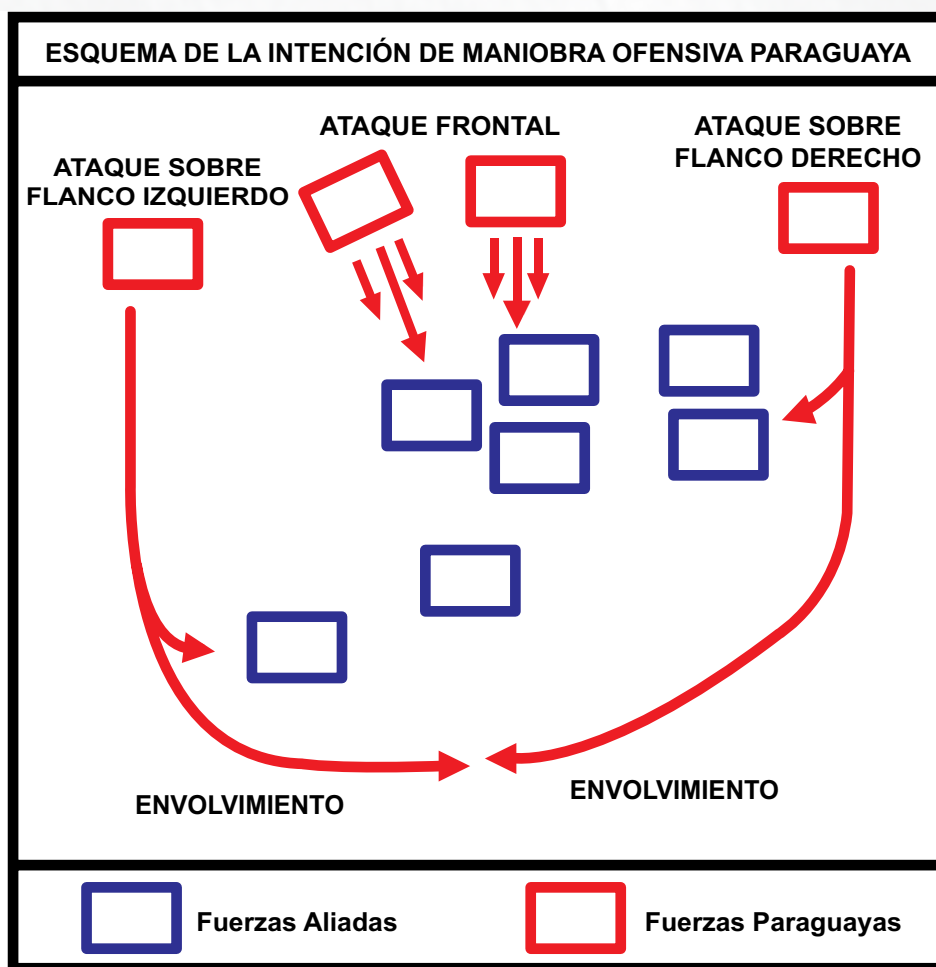 ESQUEMA DE LA INTENCIÓN DE MANIOBRA OFENSIVA PARAGUAYA
ATAQUE SOBRE
FLANCO IZQUIERDO
ATAQUE FRONTAL
ATAQUE SOBRE
FLANCO DERECHO
ENVOLVIMIENTO
ENVOLVIMIENTO
Fuerzas Aliadas
Fuerzas Paraguayas